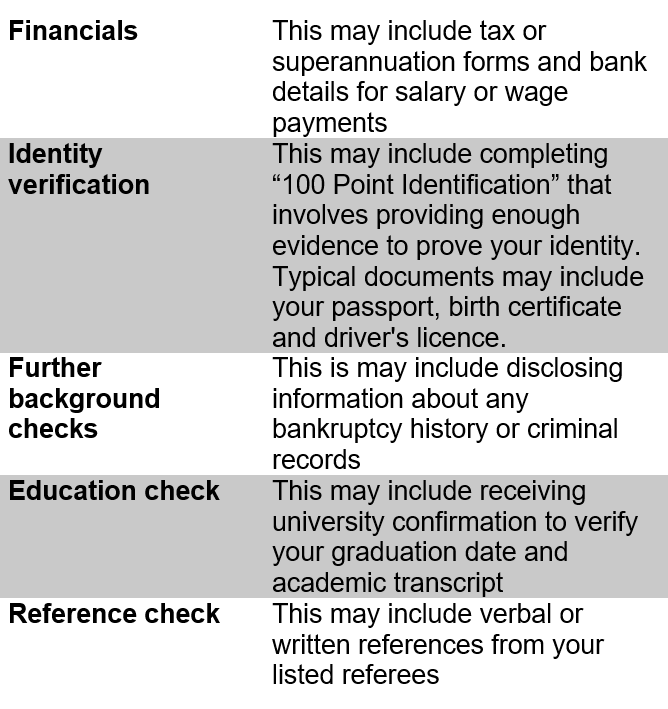 Financials
This may include tax or
superannuation forms and bank
details for salary or wage
payments
Identity
verification
This may include completing
“100 Point Identification” that
involves providing enough
evidence to prove your identity.
Typical documents may include
your passport, birth certificate
and driver's licence.
Further
background
checks
This is may include disclosing
information about any
bankruptcy history or criminal
records
Education check
This may include receiving
university confirmation to verify
your graduation date and
academic transcript
Reference check
This may include verbal or
written references from your
listed referees